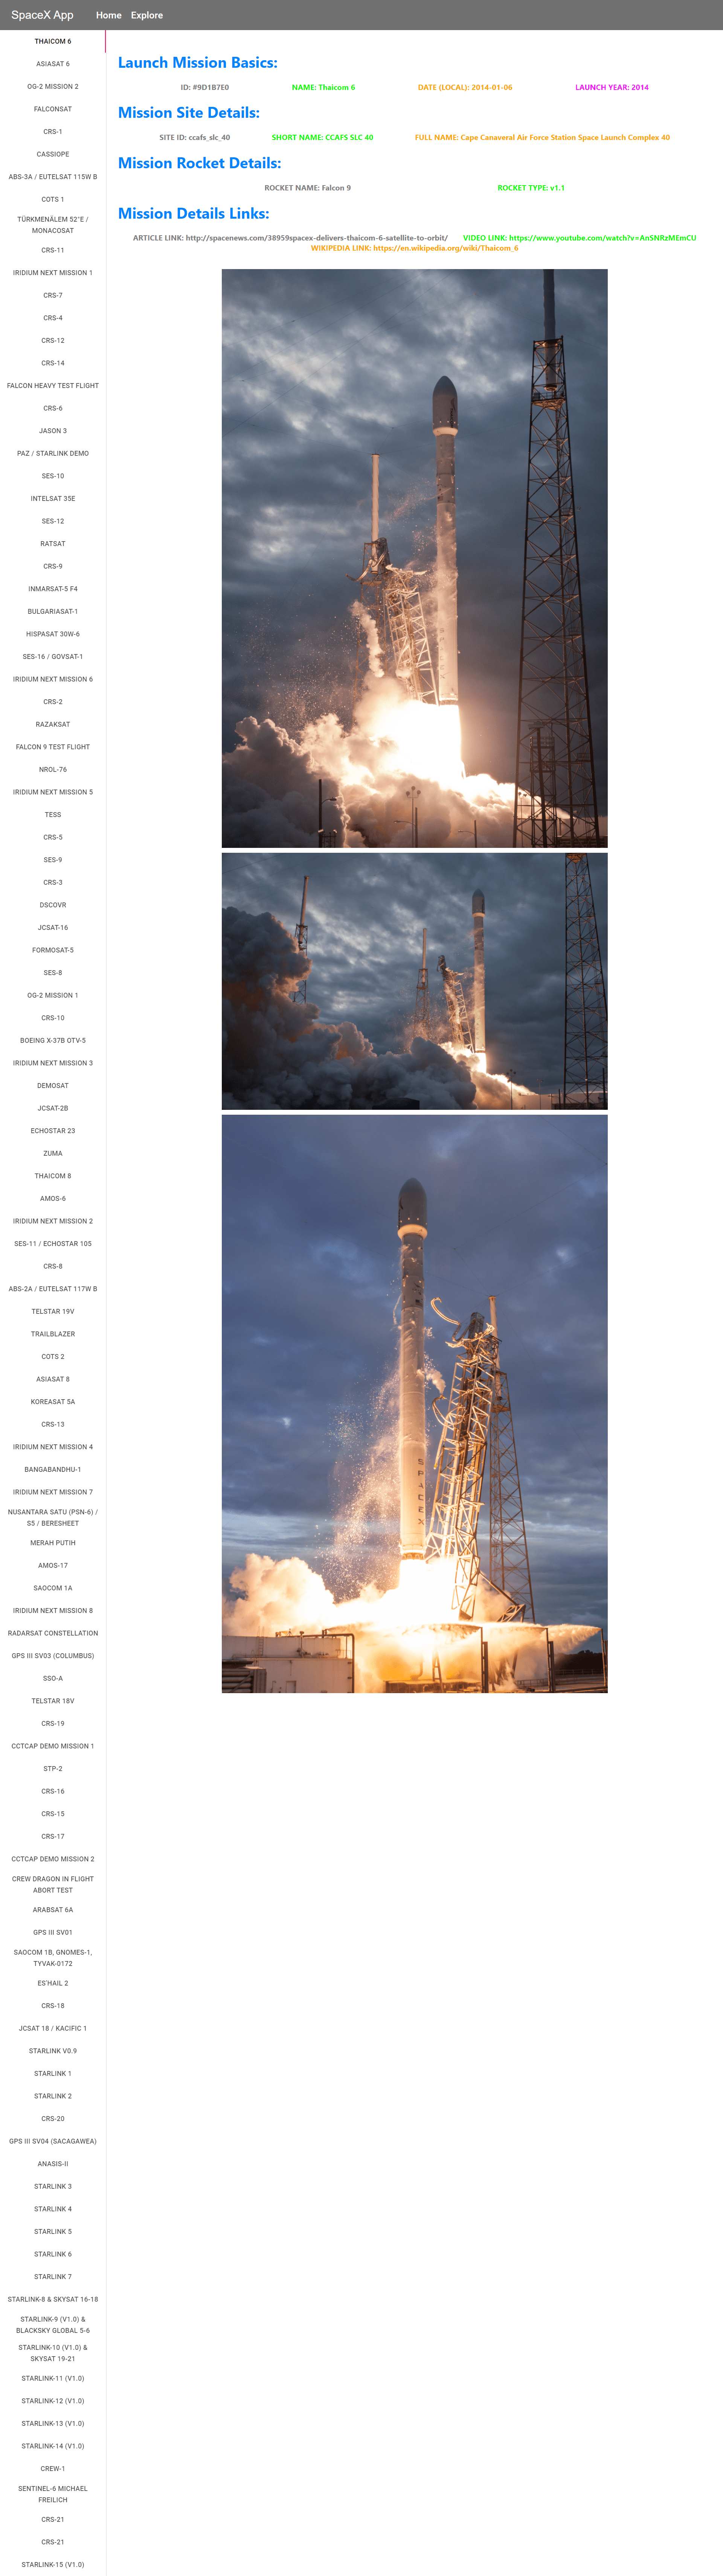 SpaceX App
Home
Explore
THAICOM 6
ASIASAT 6
OG-2 MISSION 2
FALCONSAT
CRS-1
CASSIOPE
ABS-3A / EUTELSAT 115W B
COTS 1
TÜRKMENÄLEM 52°E /
MONACOSAT
CRS-11
IRIDIUM NEXT MISSION 1
CRS-7
CRS-4
CRS-12
CRS-14
FALCON HEAVY TEST FLIGHT
CRS-6
JASON 3
PAZ / STARLINK DEMO
SES-10
INTELSAT 35E
SES-12
RATSAT
CRS-9
INMARSAT-5 F4
BULGARIASAT-1
HISPASAT 30W-6
SES-16 / GOVSAT-1
IRIDIUM NEXT MISSION 6
CRS-2
RAZAKSAT
FALCON 9 TEST FLIGHT
NROL-76
IRIDIUM NEXT MISSION 5
TESS
CRS-5
SES-9
CRS-3
DSCOVR
JCSAT-16
FORMOSAT-5
SES-8
OG-2 MISSION 1
CRS-10
BOEING X-37B OTV-5
IRIDIUM NEXT MISSION 3
DEMOSAT
JCSAT-2B
ECHOSTAR 23
ZUMA
THAICOM 8
AMOS-6
IRIDIUM NEXT MISSION 2
SES-11 / ECHOSTAR 105
CRS-8
ABS-2A / EUTELSAT 117W B
TELSTAR 19V
TRAILBLAZER
COTS 2
ASIASAT 8
KOREASAT 5A
CRS-13
IRIDIUM NEXT MISSION 4
BANGABANDHU-1
IRIDIUM NEXT MISSION 7
NUSANTARA SATU (PSN-6) /
S5 / BERESHEET
MERAH PUTIH
AMOS-17
SAOCOM 1A
IRIDIUM NEXT MISSION 8
RADARSAT CONSTELLATION
GPS III SV03 (COLUMBUS)
SSO-A
TELSTAR 18V
CRS-19
CCTCAP DEMO MISSION 1
STP-2
CRS-16
CRS-15
CRS-17
CCTCAP DEMO MISSION 2
CREW DRAGON IN FLIGHT
ABORT TEST
ARABSAT 6A
GPS III SV01
SAOCOM 1B, GNOMES-1,
TYVAK-0172
ES'HAIL 2
CRS-18
JCSAT 18 / KACIFIC 1
STARLINK V0.9
STARLINK 1
STARLINK 2
CRS-20
GPS III SV04 (SACAGAWEA)
ANASIS-II
STARLINK 3
STARLINK 4
STARLINK 5
STARLINK 6
STARLINK 7
STARLINK-8 & SKYSAT 16-18
STARLINK-9 (V1.0) &
BLACKSKY GLOBAL 5-6
STARLINK-10 (V1.0) &
SKYSAT 19-21
STARLINK-11 (V1.0)
STARLINK-12 (V1.0)
STARLINK-13 (V1.0)
STARLINK-14 (V1.0)
CREW-1
SENTINEL-6 MICHAEL
FREILICH
CRS-21
CRS-21
STARLINK-15 (V1.0)
Launch Mission Basics:
ID: #9D1B7E0
NAME: Thaicom 6
DATE (LOCAL): 2014-01-06
LAUNCH YEAR: 2014
Mission Site Details:
SITE ID: ccafs_slc_40
SHORT NAME: CCAFS SLC 40
FULL NAME: Cape Canaveral Air Force Station Space Launch Complex 40
Mission Rocket Details:
ROCKET NAME: Falcon 9
ROCKET TYPE: v1.1
Mission Details Links:
ARTICLE LINK: http://spacenews.com/38959spacex-delivers-thaicom-6-satellite-to-orbit/
VIDEO LINK: https://www.youtube.com/watch?v=AnSNRzMEmCU
WIKIPEDIA LINK: https://en.wikipedia.org/wiki/Thaicom_6
SPACEX